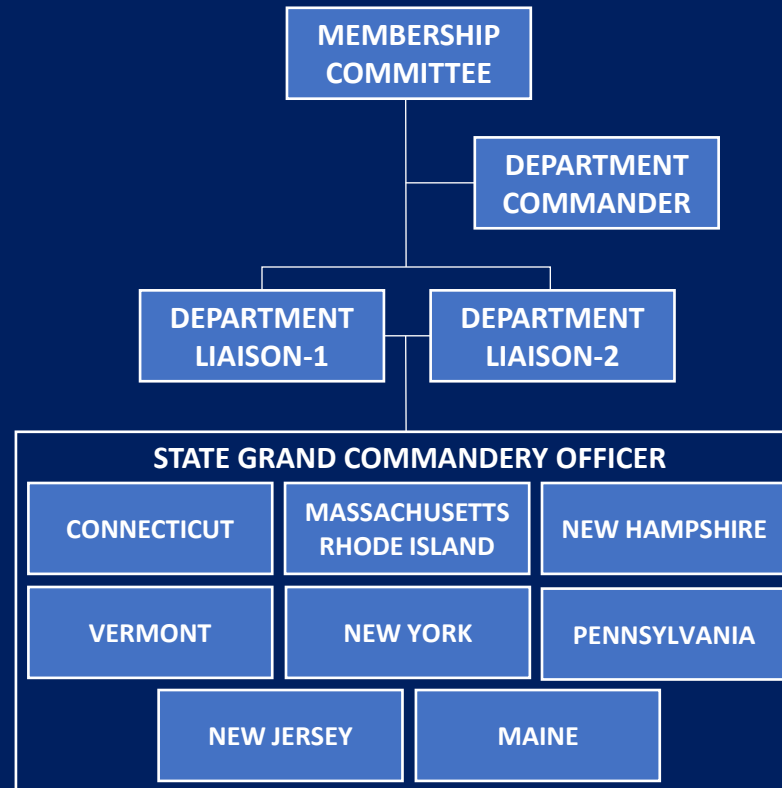 MEMBERSHIP
COMMITTEE
DEPARTMENT
COMMANDER
DEPARTMENT
LIAISON-1
DEPARTMENT
LIAISON-2
STATE GRAND COMMANDERY OFFICER
CONNECTICUT
MASSACHUSETTS
RHODE ISLAND
NEW HAMPSHIRE
VERMONT
NEW YORK
PENNSYLVANIA
NEW JERSEY
MAINE